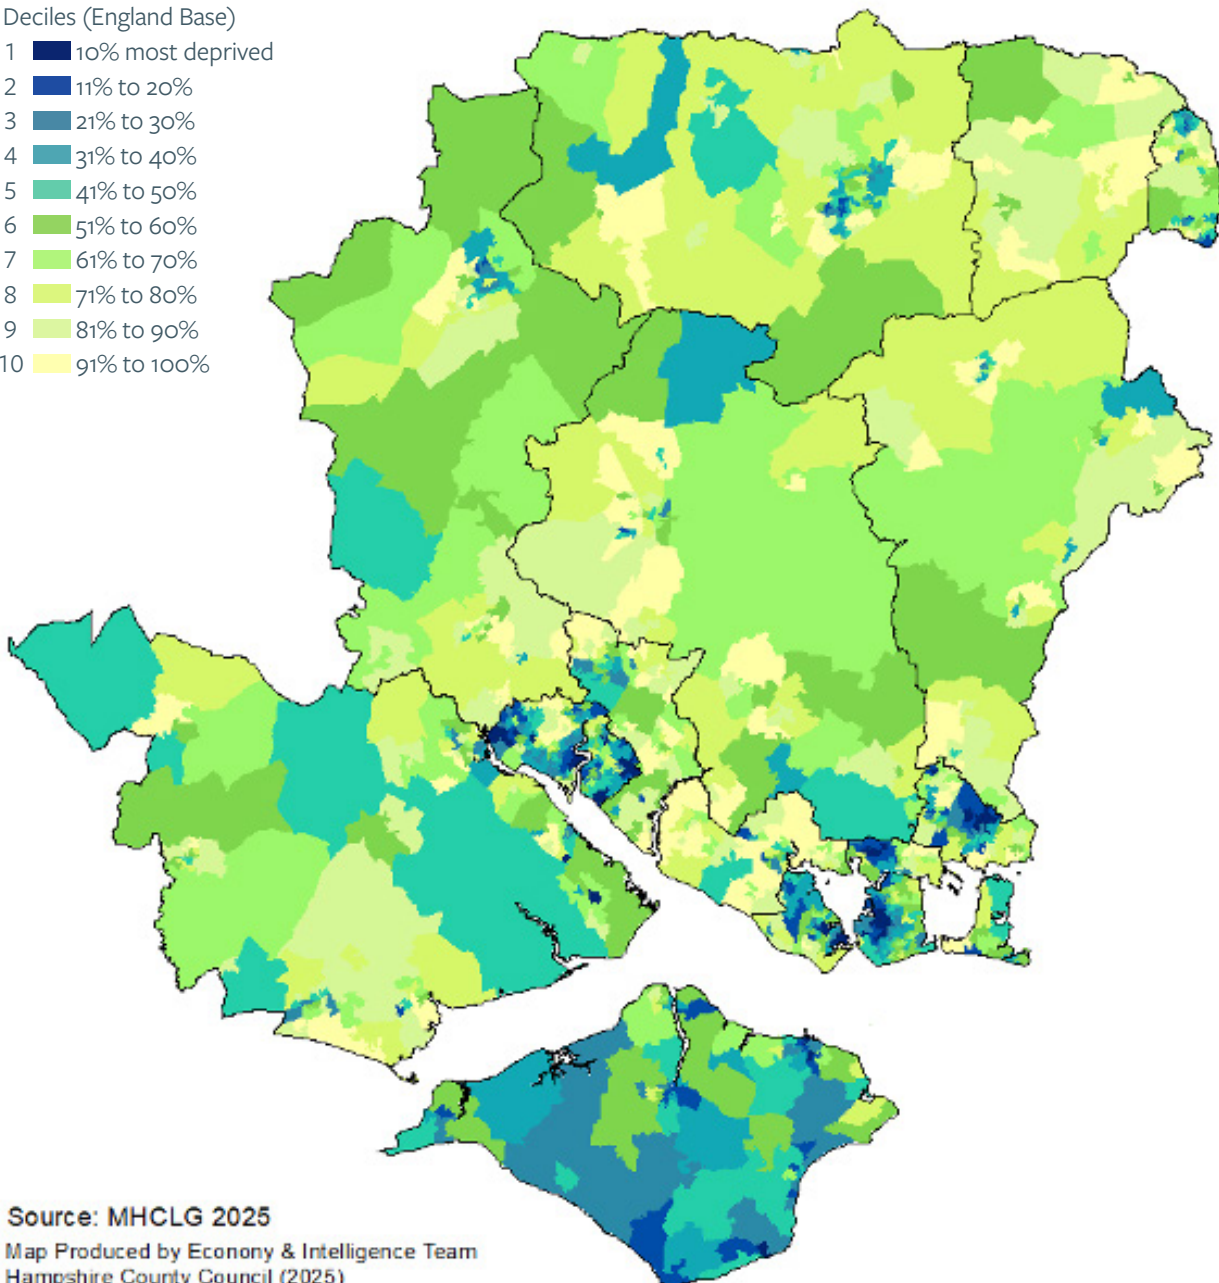 Deciles (England Base)
1 10% most deprived
2 11% to 20%
3 21% to 30%
4 31% to 40%
5 41% to 50%
6 51% to 60%
7 61% to 70%
8 71% to 80%
9 81% to 90%
10 91% to 100%
Source: MHCLG 2025
Map Produced by Econony & Intelligence Team
Hampshire County Council (2025)